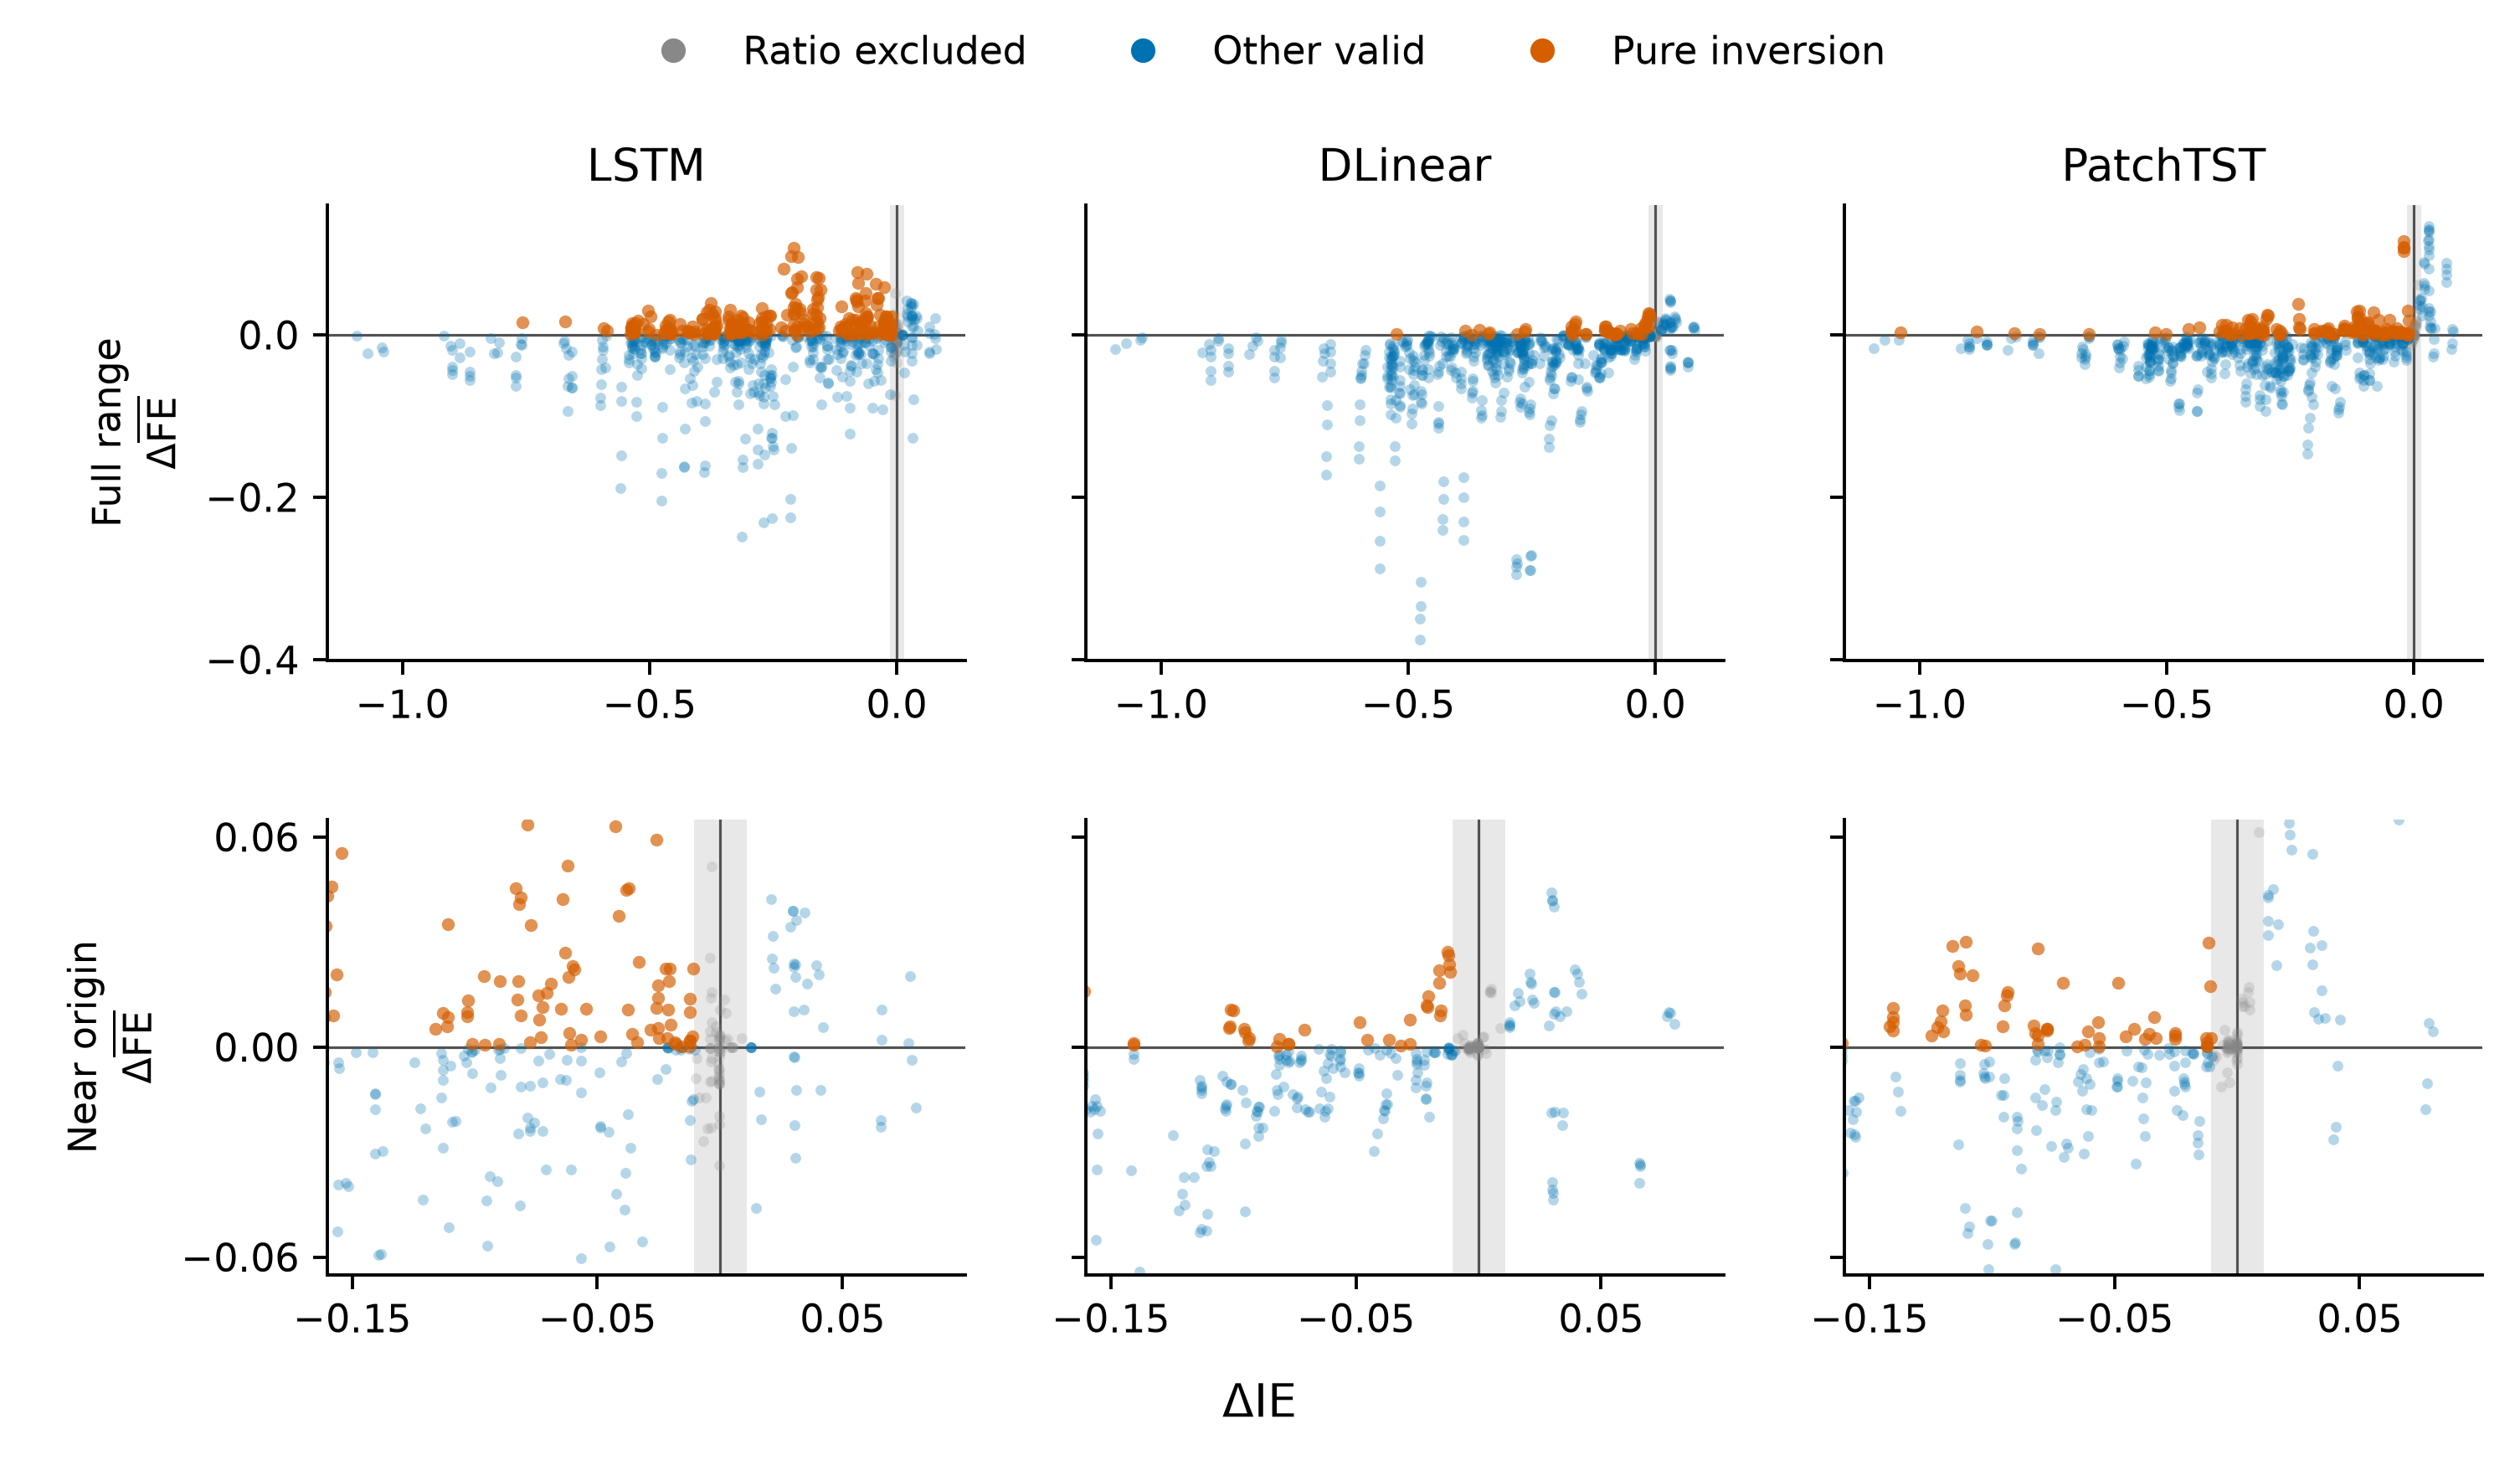 Ratio excluded Other valid Pure inversion
LSTM DLinear PatchTST
Full range
ΔFE
0.0
−0.2
−0.4
−1.0 −0.5 0.0 −1.0 −0.5 0.0 −1.0 −0.5 0.0
Near origin
ΔFE
0.06
0.00
−0.06
−0.15 −0.05 0.05 −0.15 −0.05 0.05 −0.15 −0.05 0.05
ΔIE